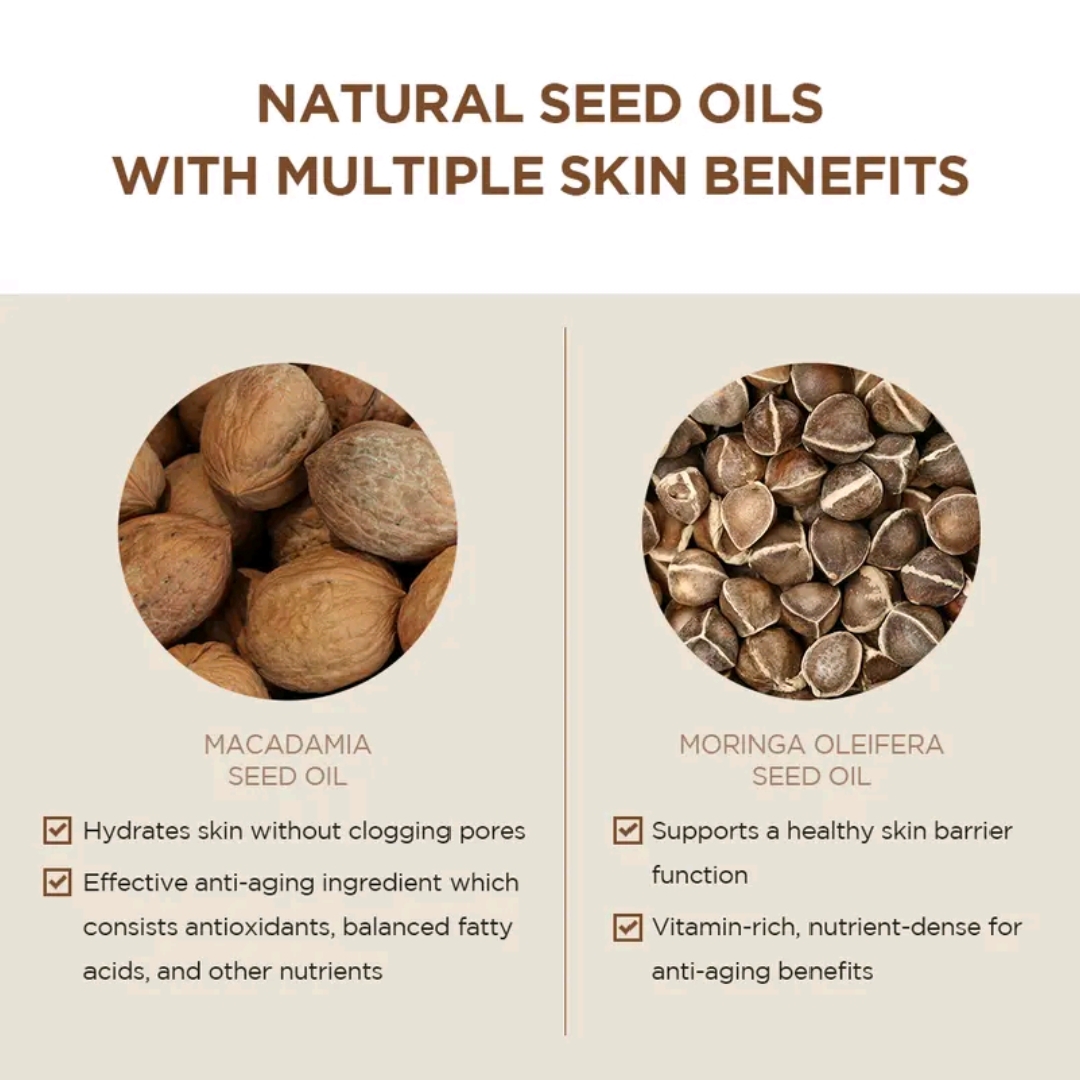 NATURAL SEED OILS
WITH MULTIPLE SKIN BENEFITS
MACADAMIA
SEED OIL
Hydrates skin without clogging pores
Effective anti-aging ingredient which
consists antioxidants, balanced fatty
acids, and other nutrients
MORINGA OLEIFERA
SEED OIL
Supports a healthy skin barrier
function
Vitamin-rich, nutrient-dense for
anti-aging benefits